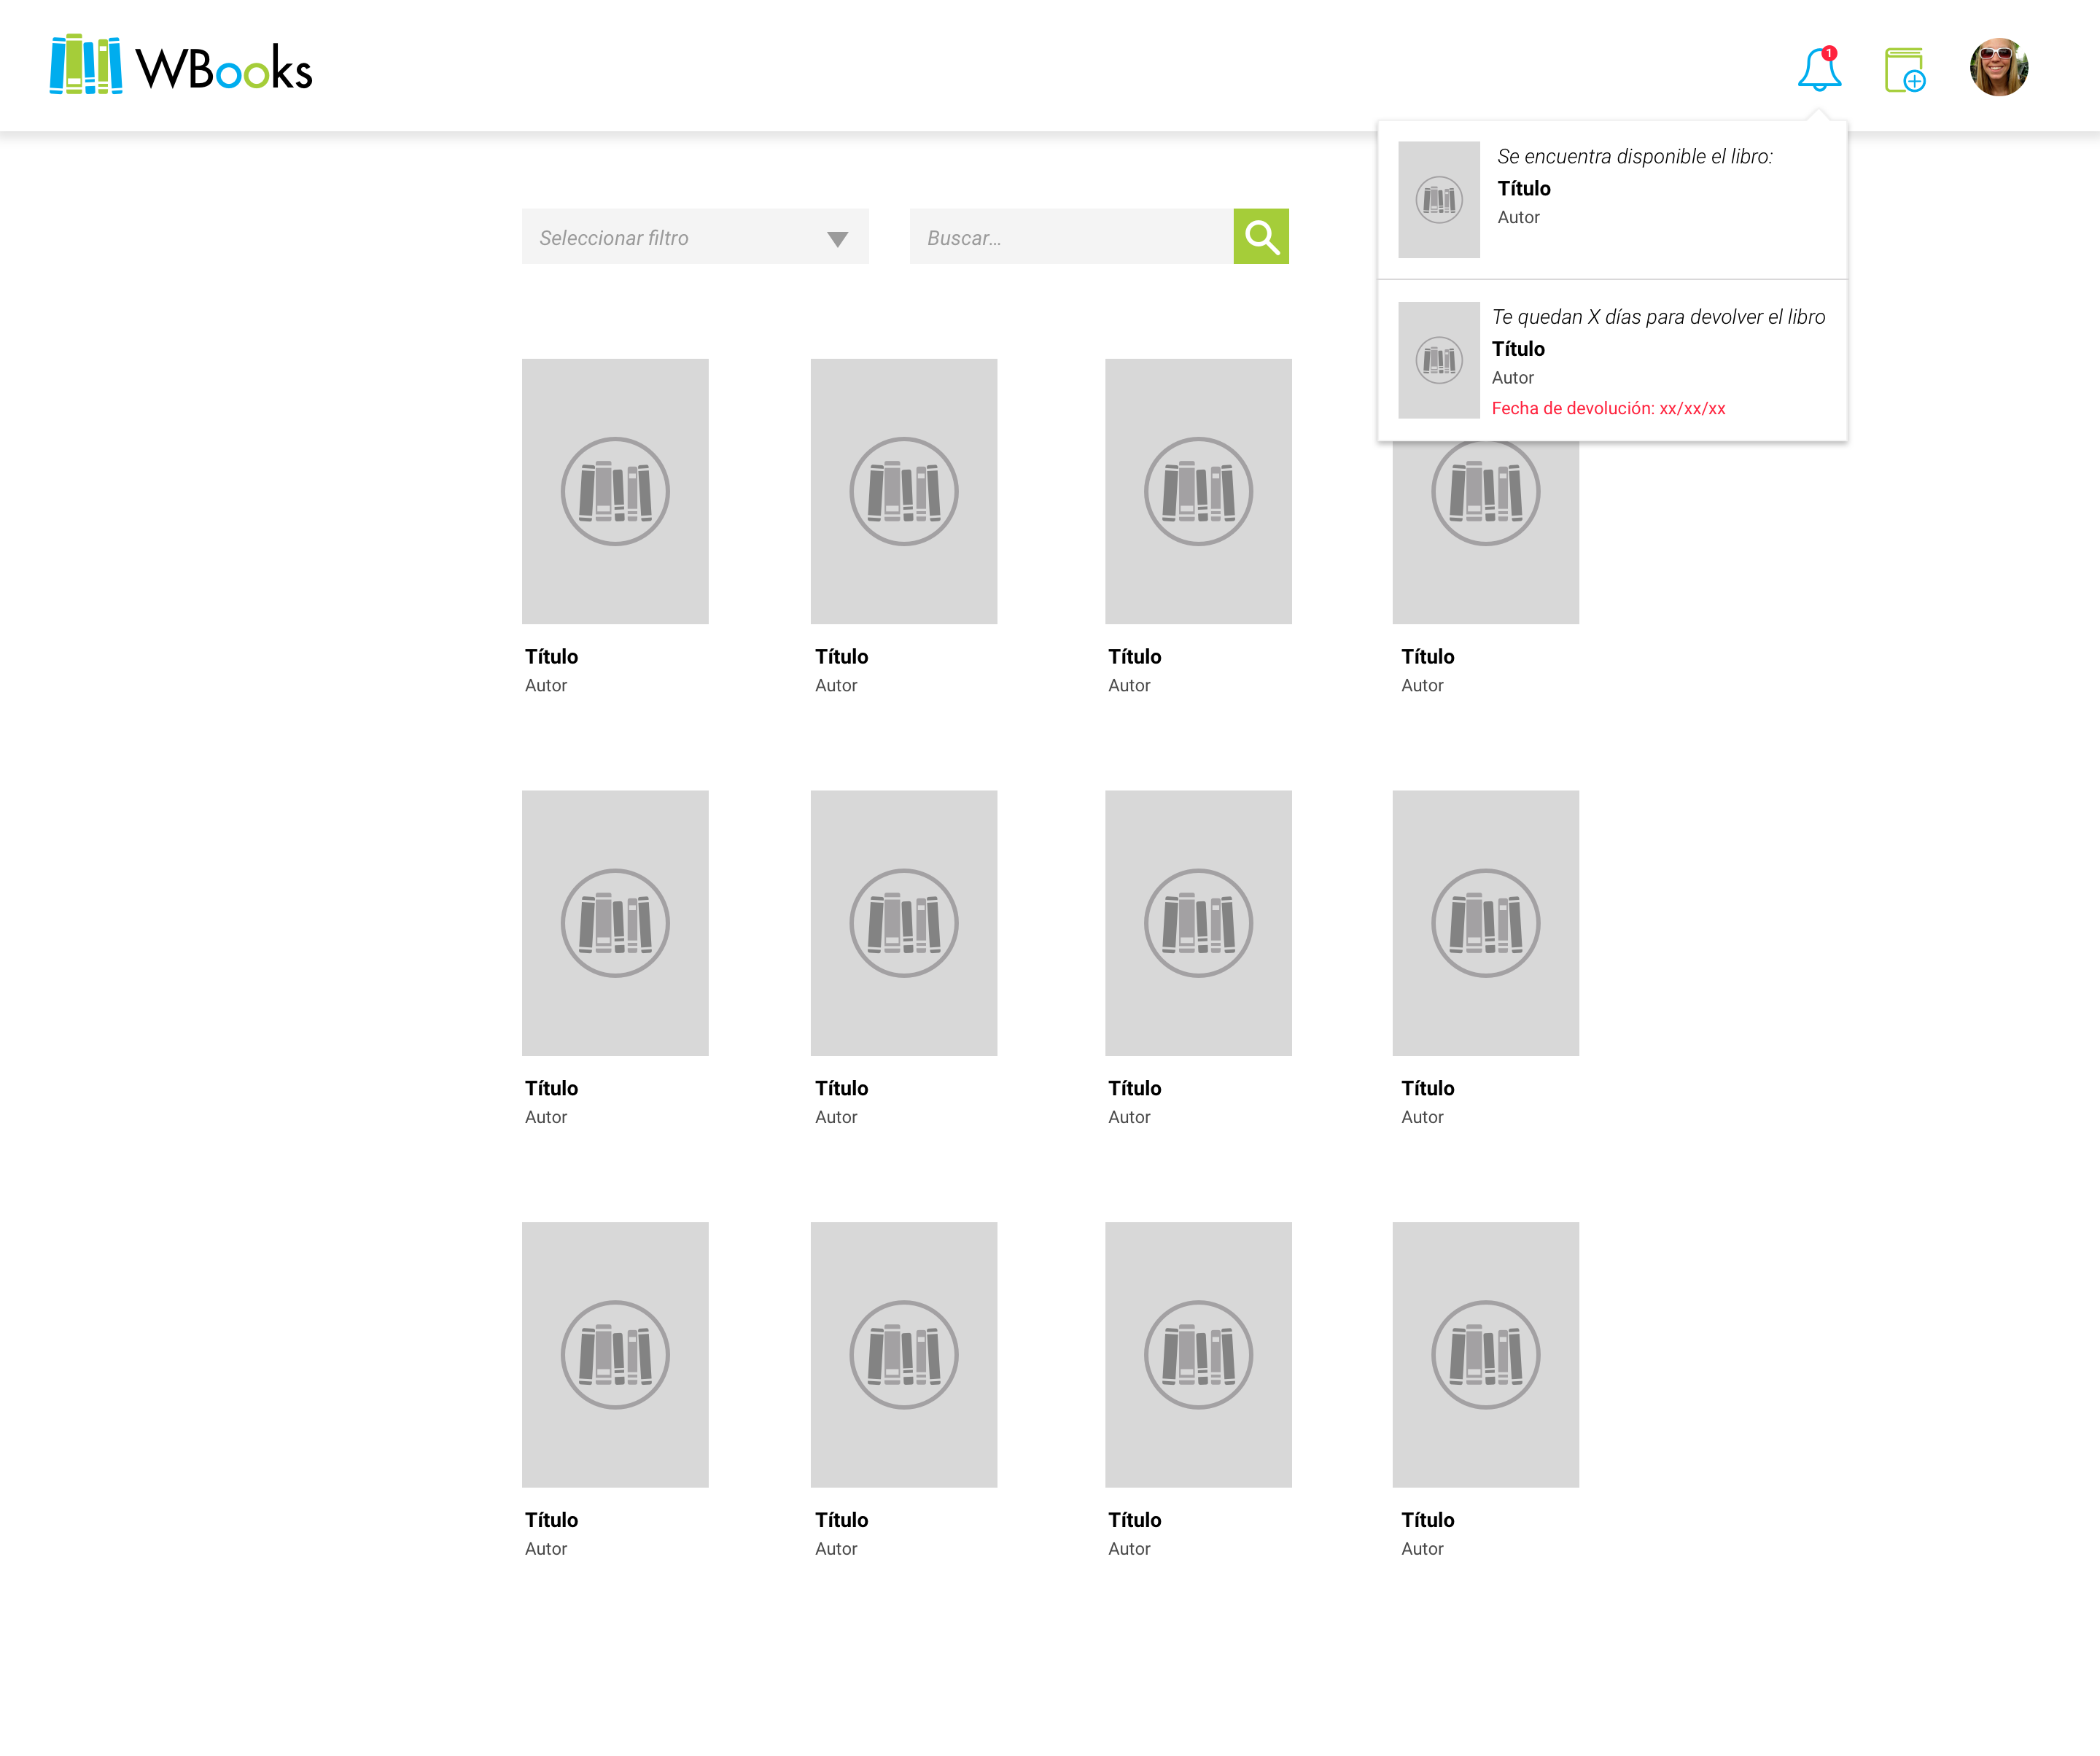 WBooks
1
Se encuentra disponible el libro:
Título
Autor
Seleccionar filtro
Buscar...
Te quedan X días para devolver el libro
Título
Autor
Fecha de devolución: xx/xx/xx
Título
Autor
Título
Autor
Título
Autor
Título
Autor
Título
Autor
Título
Autor
Título
Autor
Título
Autor
Título
Autor
Título
Autor
Título
Autor
Título
Autor